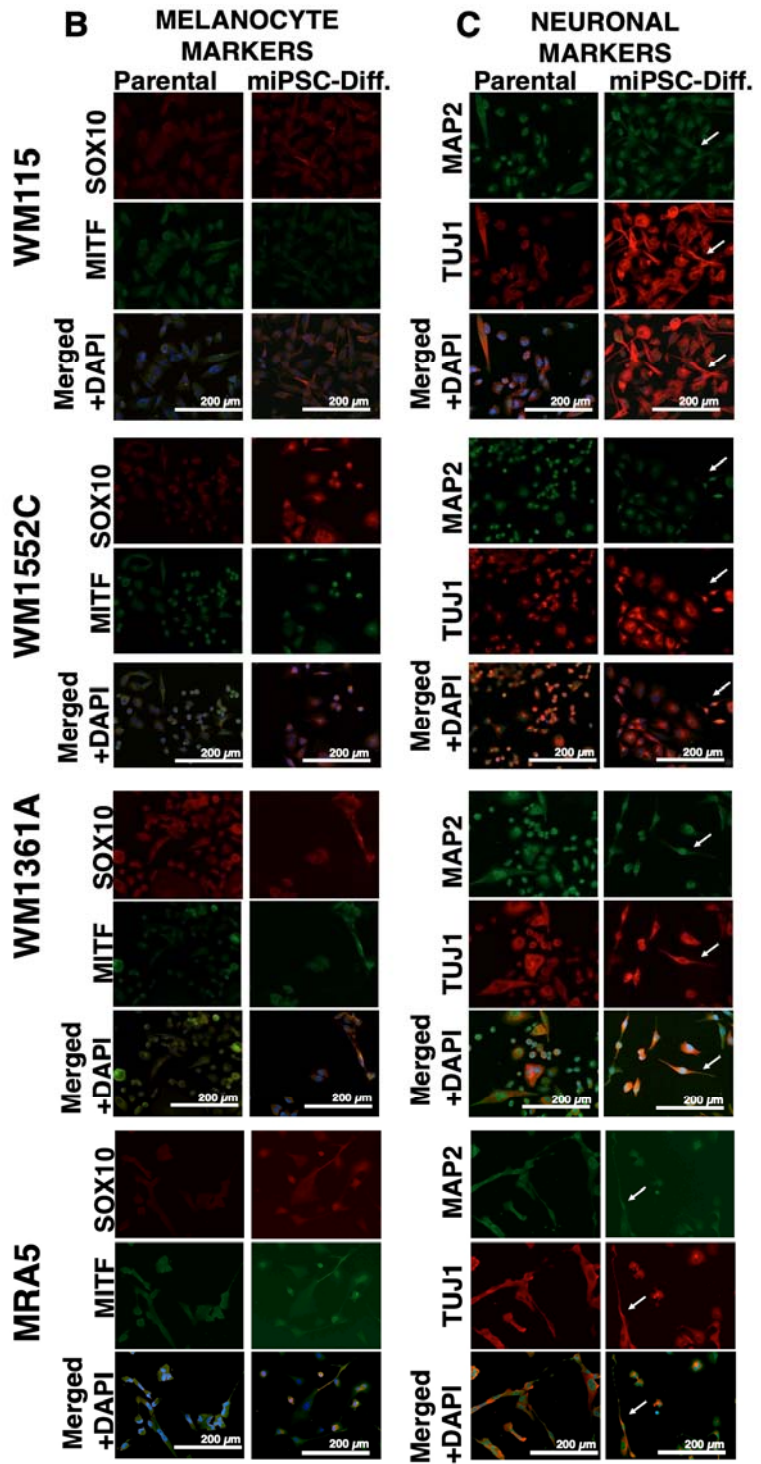 B MELANOCYTE MARKERS
Parental miPSC-Diff.
C NEURONAL MARKERS
Parental miPSC-Diff.
WM115
SOX10
MITF
Merged +DAPI
200 µm
200 µm
MAP2
TUJ1
Merged +DAPI
200 µm
200 µm
WM1552C
SOX10
MITF
Merged +DAPI
200 µm
200 µm
MAP2
TUJ1
Merged +DAPI
200 µm
200 µm
WM1361A
SOX10
MITF
Merged +DAPI
200 µm
200 µm
MAP2
TUJ1
Merged +DAPI
200 µm
200 µm
MRA5
SOX10
MITF
Merged +DAPI
200 µm
200 µm
MAP2
TUJ1
Merged +DAPI
200 µm
200 µm